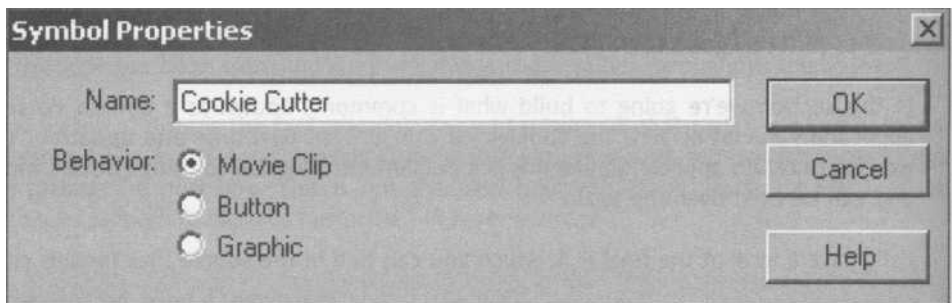 Symbol Properties
Name: Cookie Cutter
OK
Behavior: Movie Clip
Cancel
Button
Graphic
Help